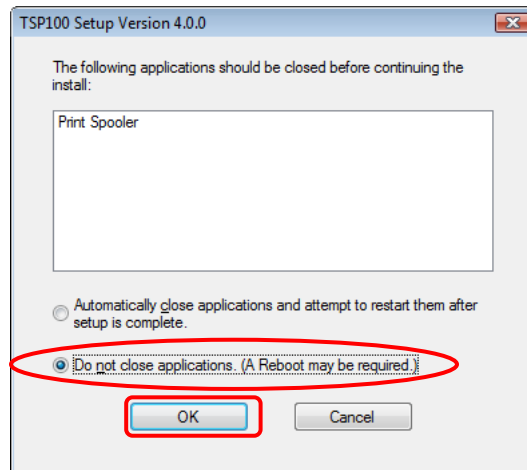 TSP100 Setup Version 4.0.0
The following applications should be closed before continuing the
install:
Print Spooler
Automatically close applications and attempt to restart them after
setup is complete.
Do not close applications. (A Reboot may be required.)
OK
Cancel